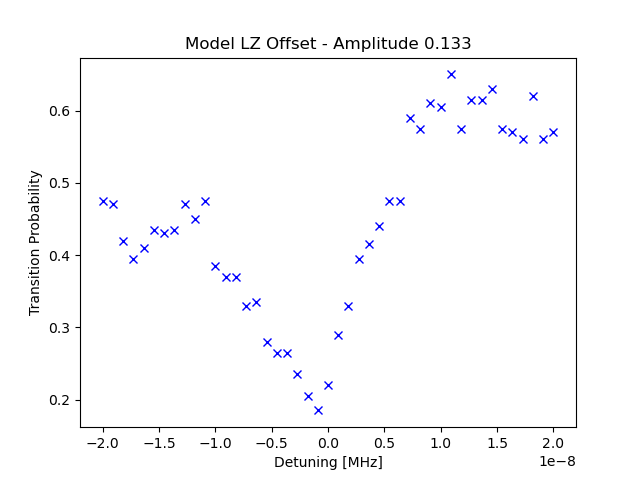 Model LZ Offset - Amplitude 0.133
Transition Probability
0.6
0.5
0.4
0.3
0.2
−2.0 −1.5 −1.0 −0.5 0.0 0.5 1.0 1.5 2.0
Detuning [MHz]
1e−8